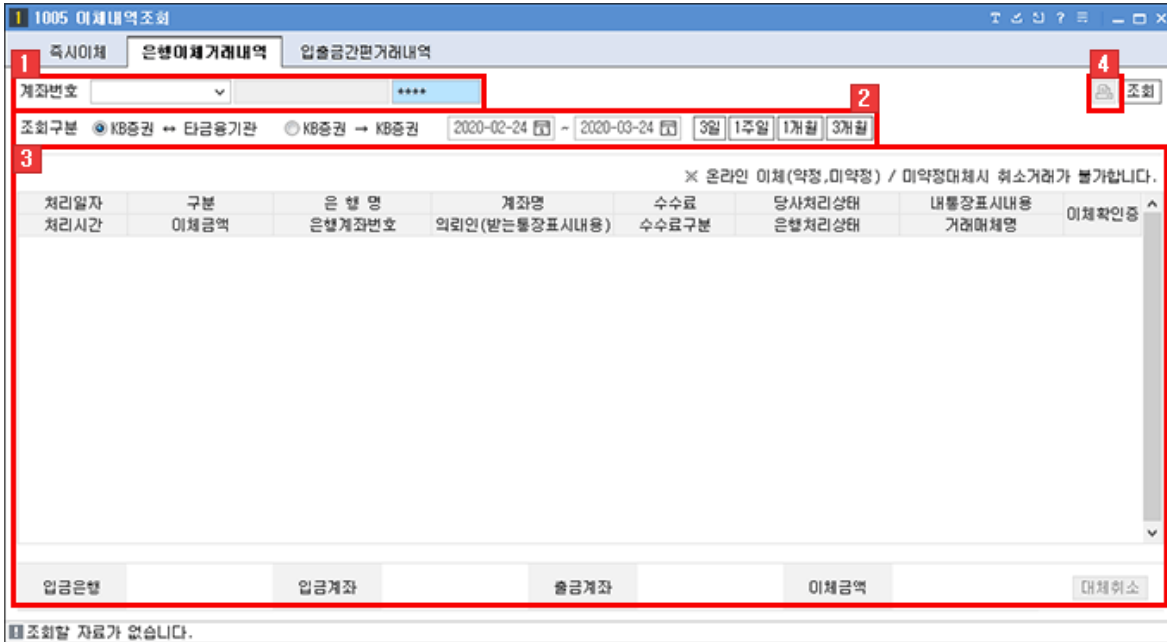 1 1005 이체내역조회
즉시이체 은행이체거래내역 입출금간편거래내역
1
4
계좌번호 **** 조회
2
조회구분 KB증권 ↔ 타금융기관 KB증권 → KB증권 2020-02-24 ~ 2020-03-24 3일 1주일 1개월 3개월
3
※ 온라인 이체(약정,미약정) / 미약정대체시 취소거래가 불가합니다.
처리일자 구분 은 행 명 계좌명 수수료 당사처리상태 내통장표시내용 이체확인증
처리시간 이체금액 은행계좌번호 의뢰인(받는통장표시내용) 수수료구분 은행처리상태 거래매체명
입금은행 입금계좌 출금계좌 이체금액 대체취소
조회할 자료가 없습니다.